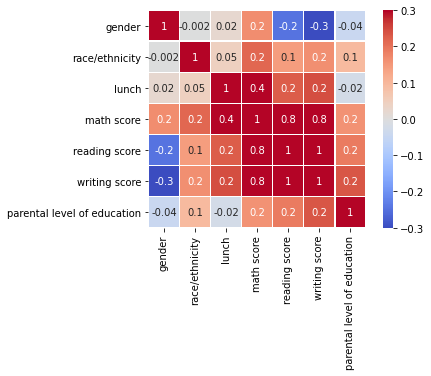 gender 1 -0.002 0.02 0.2 -0.2 -0.3 -0.04
race/ethnicity -0.002 1 0.05 0.2 0.1 0.2 0.1
lunch 0.02 0.05 1 0.4 0.2 0.2 -0.02
math score 0.2 0.2 0.4 1 0.8 0.8 0.2
reading score -0.2 0.1 0.2 0.8 1 1 0.2
writing score -0.3 0.2 0.2 0.8 1 1 0.2
parental level of education -0.04 0.1 -0.02 0.2 0.2 0.2 1
gender
race/ethnicity
lunch
math score
reading score
writing score
parental level of education
0.3
0.2
0.1
0.0
−0.1
−0.2
−0.3